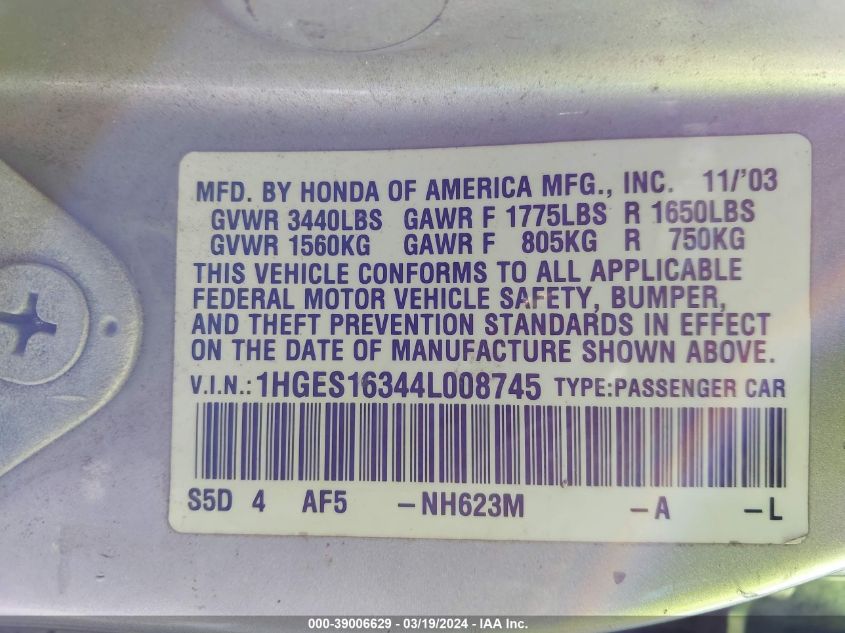 MFD. BY HONDA OF AMERICA MFG., INC. 11/'03
GVWR 3440LBS GAWR F 1775LBS R 1650LBS
GVWR 1560KG GAWR F 805KG R 750KG
THIS VEHICLE CONFORMS TO ALL APPLICABLE
FEDERAL MOTOR VEHICLE SAFETY, BUMPER,
AND THEFT PREVENTION STANDARDS IN EFFECT
ON THE DATE OF MANUFACTURE SHOWN ABOVE.
V.I.N.:1HGES16344L008745 TYPE:PASSENGER CAR
S5D 4 AF5 -NH623M -A -L
000-39006629 - 03/19/2024 - IAA Inc.